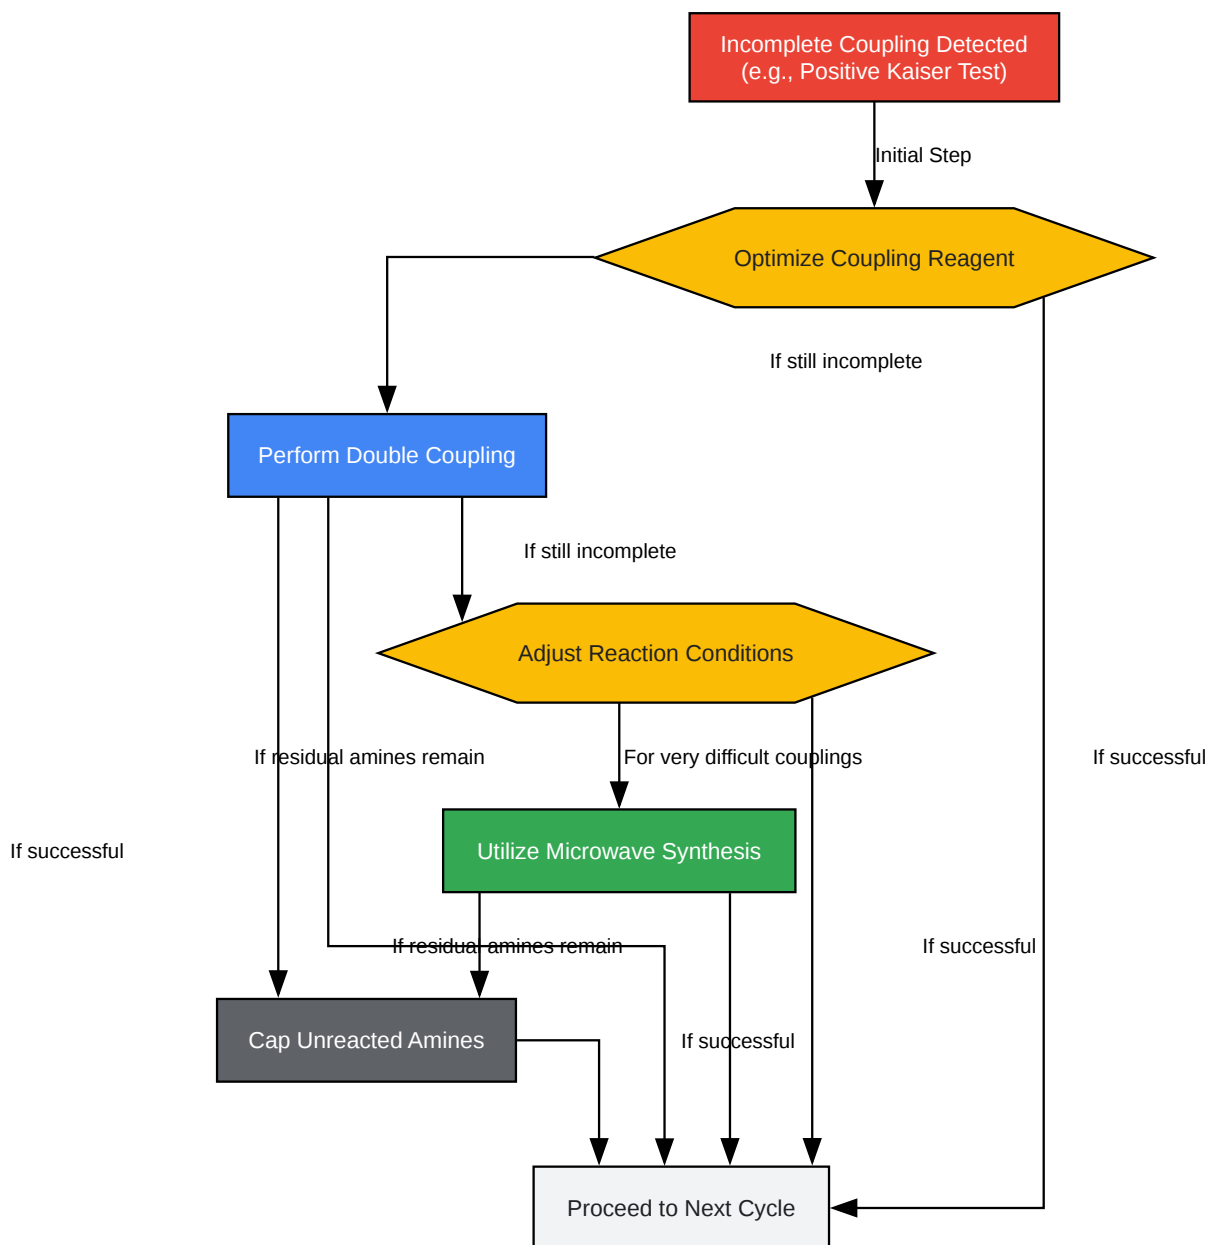 Incomplete Coupling Detected
(e.g., Positive Kaiser Test)
Initial Step
Optimize Coupling Reagent
If still incomplete
Perform Double Coupling
If still incomplete
Adjust Reaction Conditions
If residual amines remain
For very difficult couplings
If successful
If successful
Utilize Microwave Synthesis
If residual amines remain
If successful
Cap Unreacted Amines
If successful
Proceed to Next Cycle